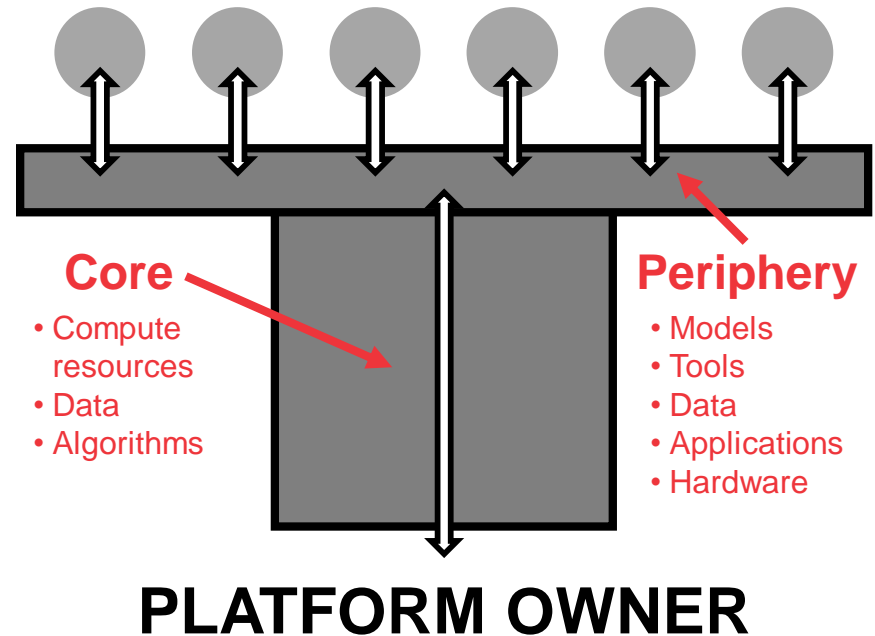 Core
• Compute
resources
• Data
• Algorithms
Periphery
• Models
• Tools
• Data
• Applications
• Hardware
PLATFORM OWNER